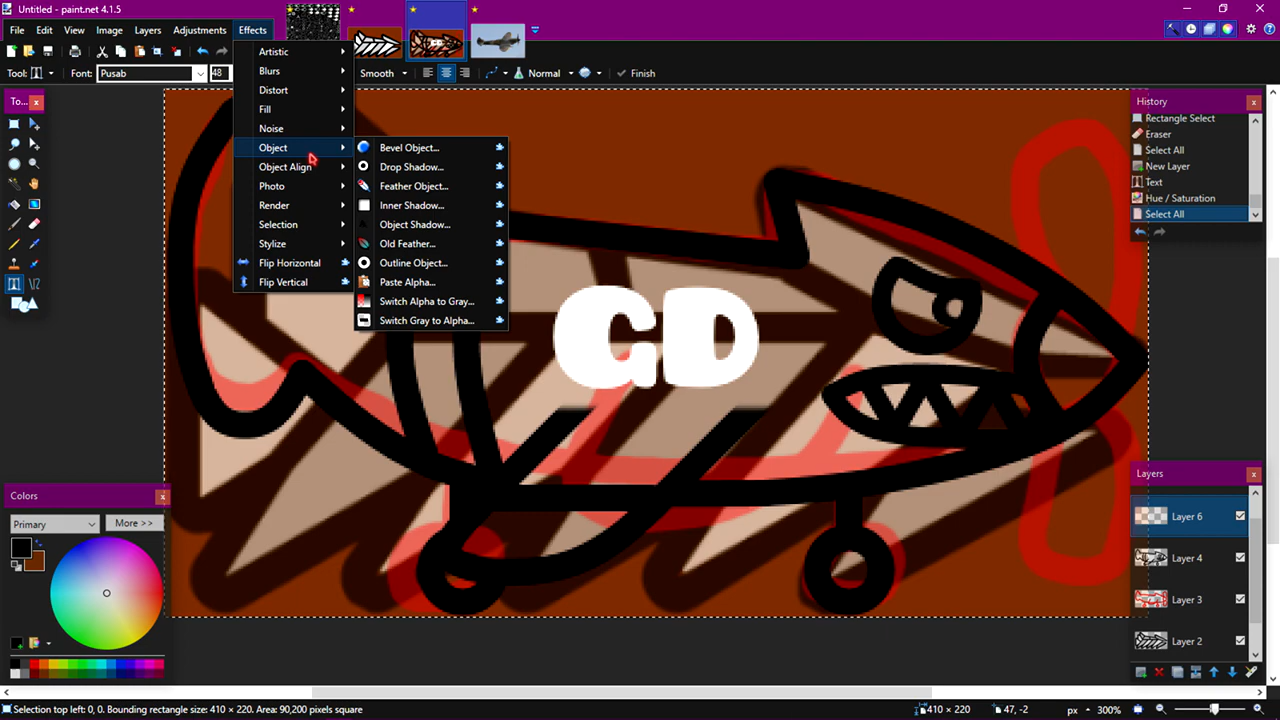 Untitled - paint.net 4.1.5
File Edit View Image Layers Adjustments Effects
Tool: T Font: Pusab 48 Smooth Normal Finish
Artistic
Blurs
Distort
Fill
Noise
Object
Object Align
Photo
Render
Selection
Stylize
Flip Horizontal
Flip Vertical
Bevel Object...
Drop Shadow...
Feather Object...
Inner Shadow...
Object Shadow...
Old Feather...
Outline Object...
Paste Alpha...
Switch Alpha to Gray...
Switch Gray to Alpha...
To... x
GD
History x
Rectangle Select
Eraser
Select All
New Layer
Text
Hue / Saturation
Select All
Colors x
Primary More >>
Layers x
Layer 6
Layer 4
Layer 3
Layer 2
Selection top left: 0, 0. Bounding rectangle size: 410 × 220. Area: 90,200 pixels square
410 × 220 47, -2 px 300%